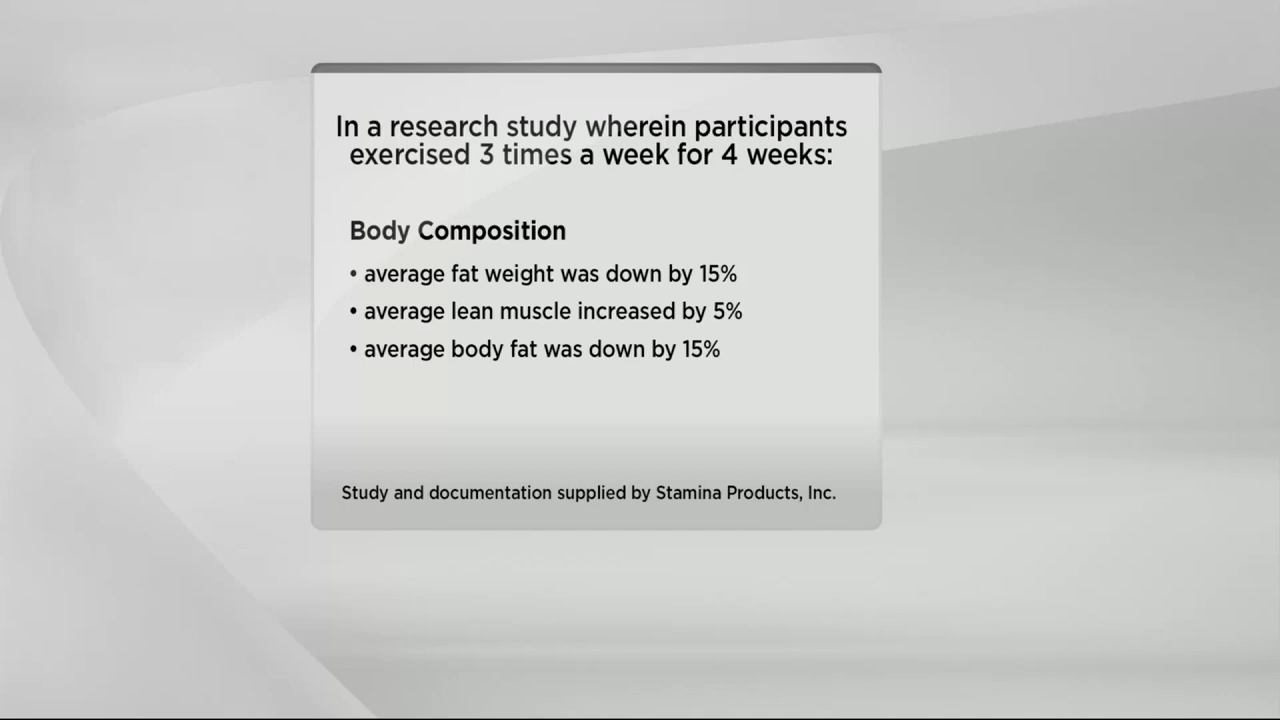 In a research study wherein participants
exercised 3 times a week for 4 weeks:
Body Composition
• average fat weight was down by 15%
• average lean muscle increased by 5%
• average body fat was down by 15%
Study and documentation supplied by Stamina Products, Inc.